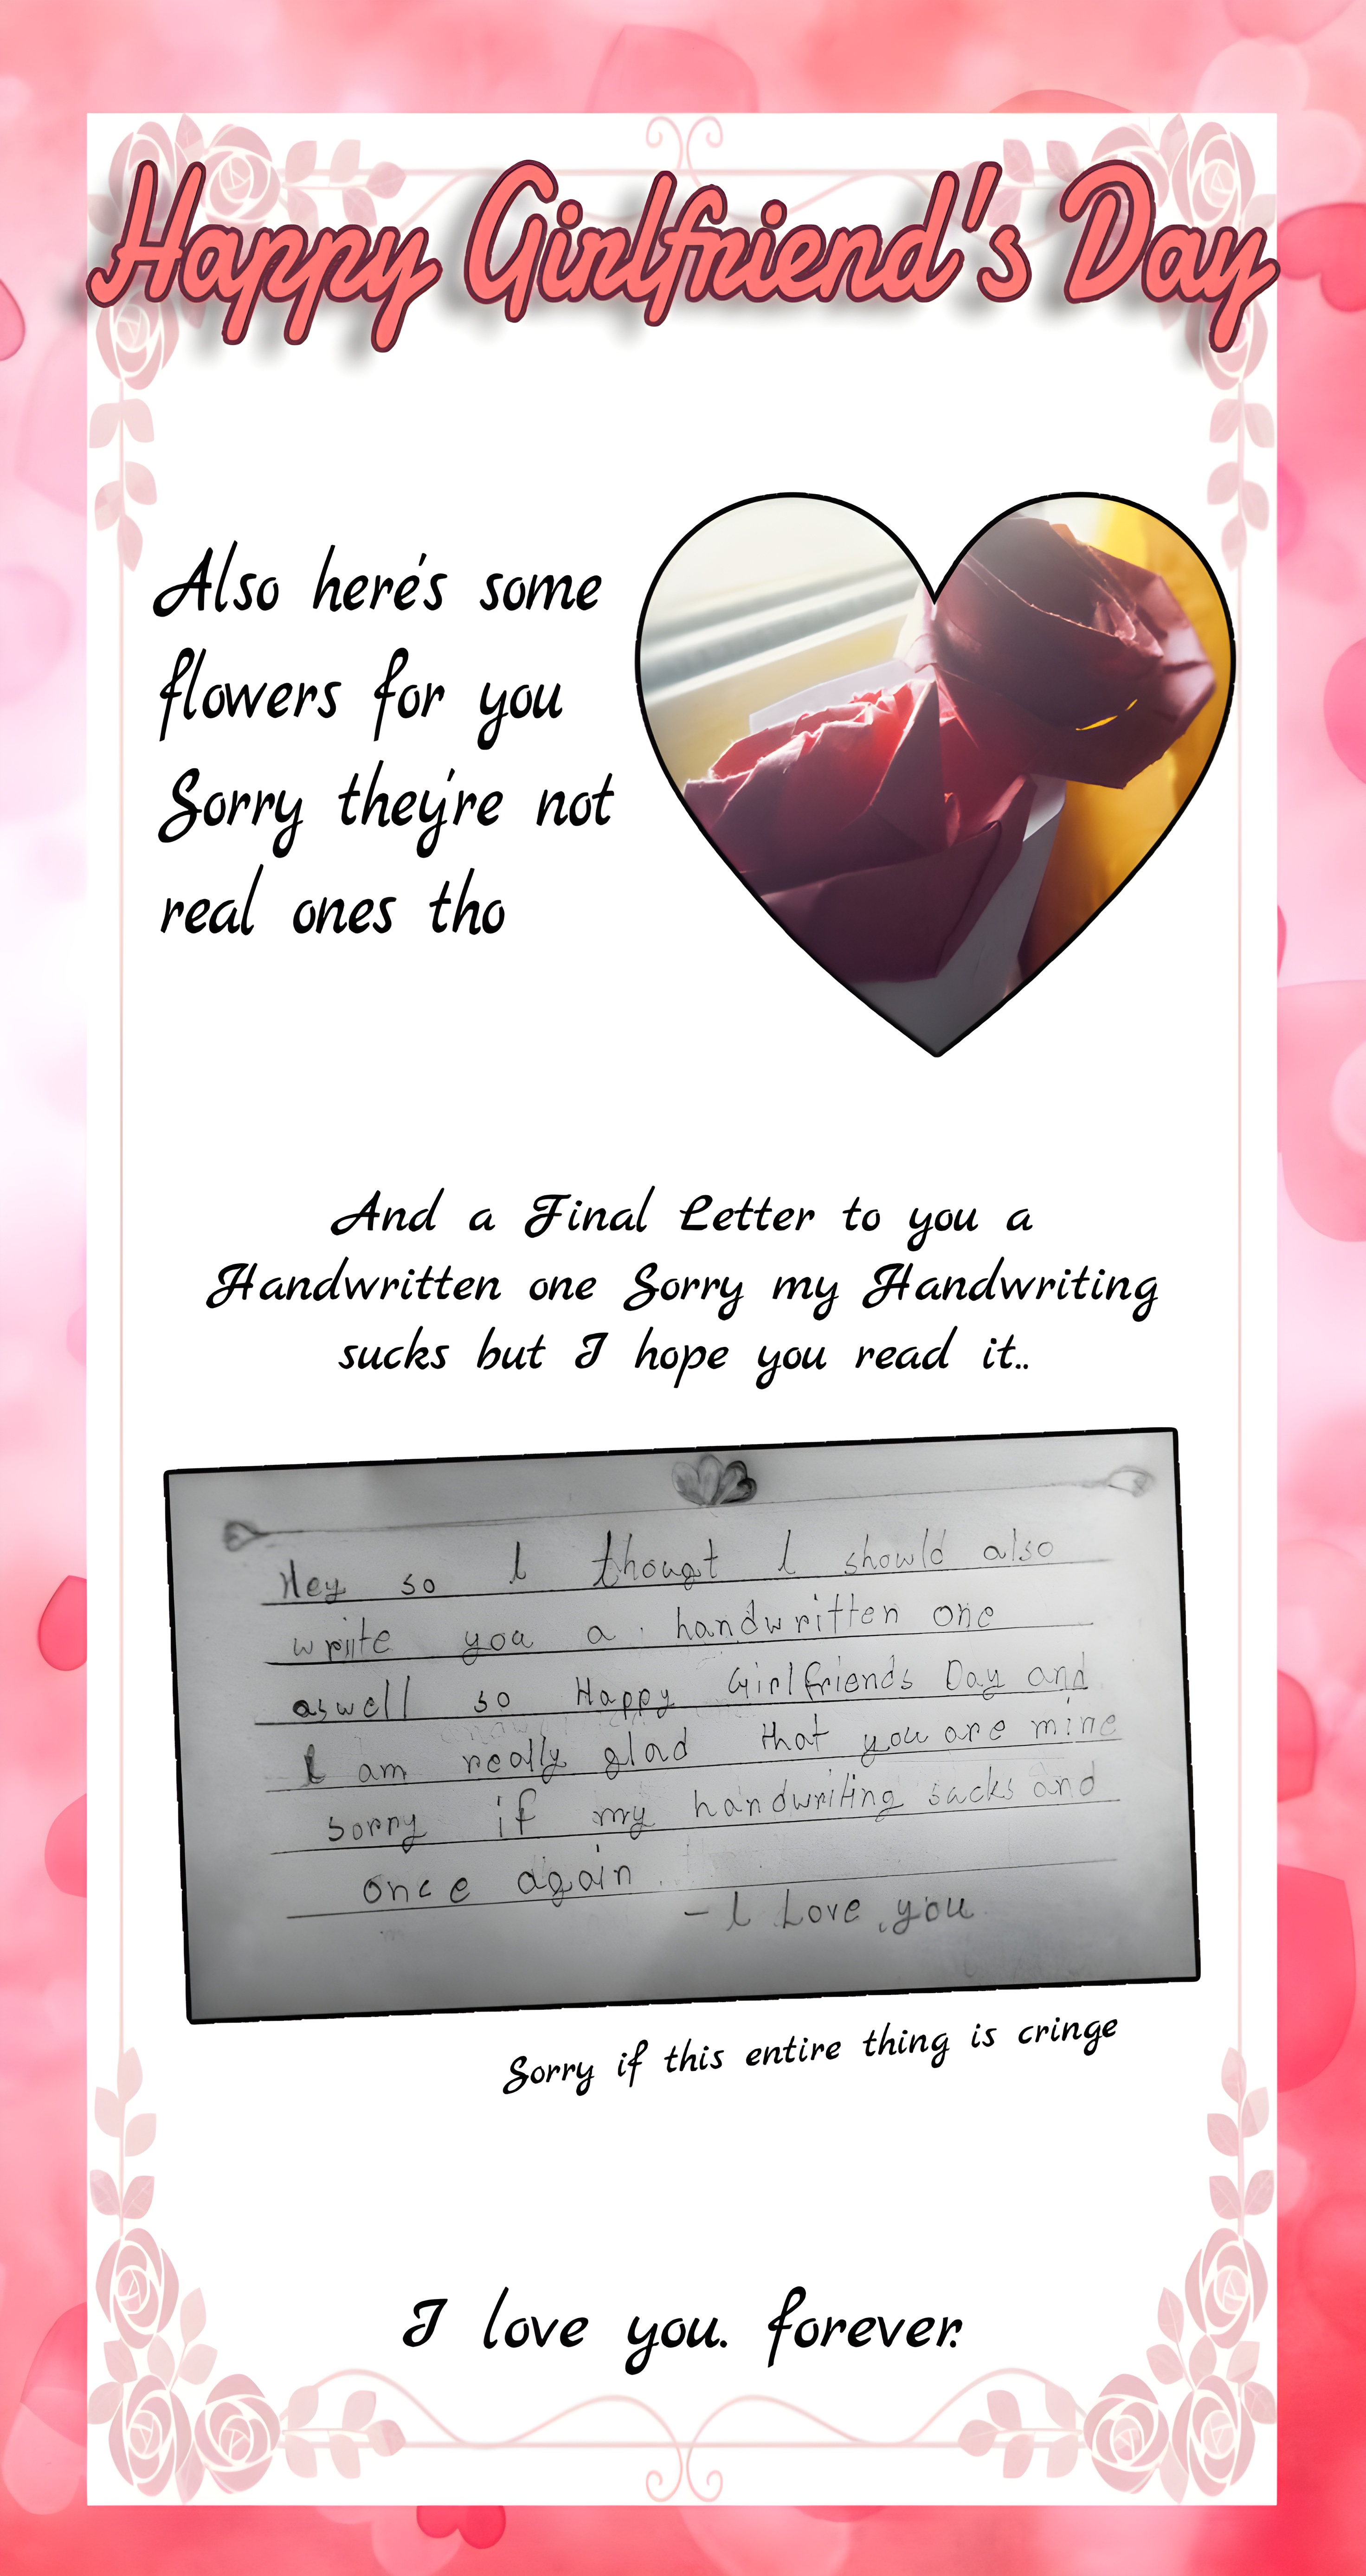 Happy Girlfriend's Day
Also here's some
flowers for you
Sorry they're not
real ones tho
And a Final Letter to you a
Handwritten one Sorry my Handwriting
sucks but I hope you read it..
Hey so I thougt I should also
write you a handwritten one
aswell so Happy Girlfriends Day and
I am really glad that you are mine
sorry if my handwriting sucks and
once again
- I Love you
Sorry if this entire thing is cringe
I love you. forever.